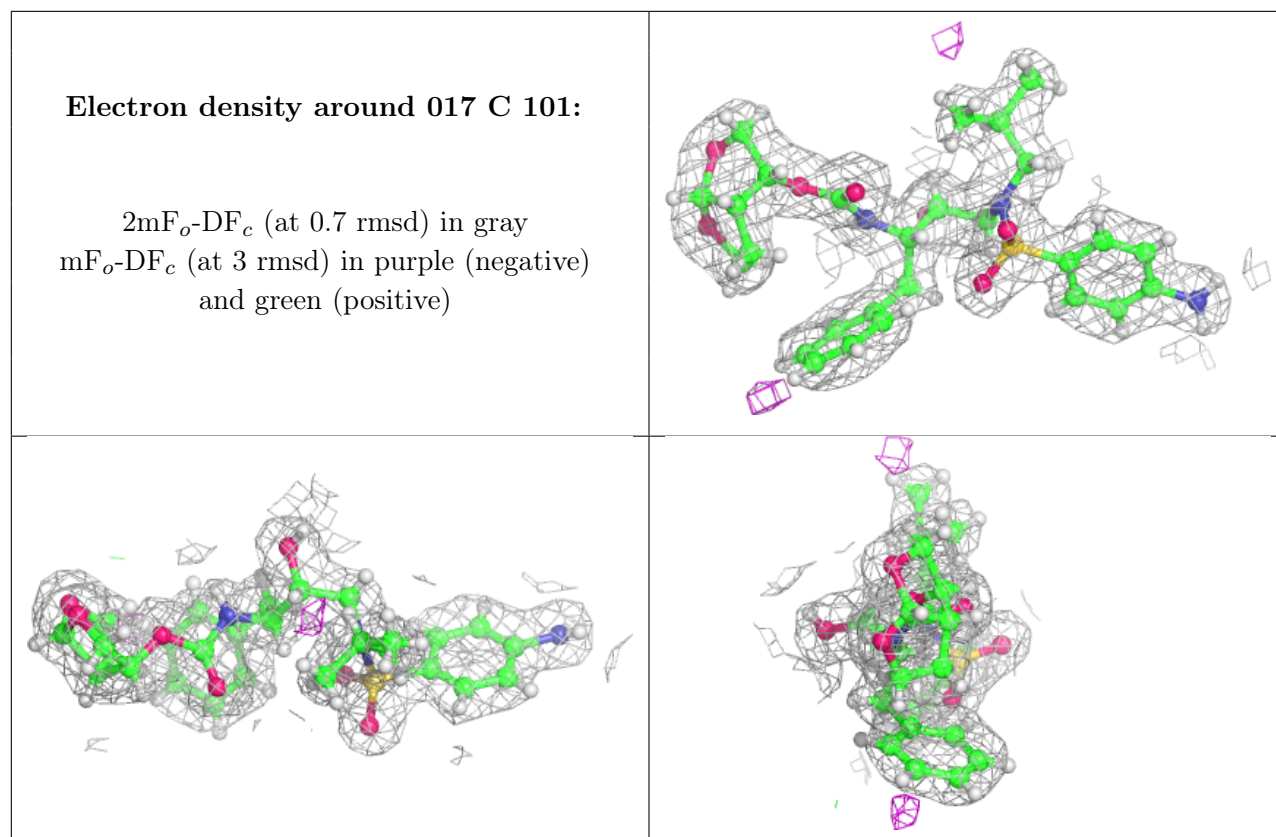 Electron density around 017 C 101:
2mFo-DFc (at 0.7 rmsd) in gray
mFo-DFc (at 3 rmsd) in purple (negative)
and green (positive)